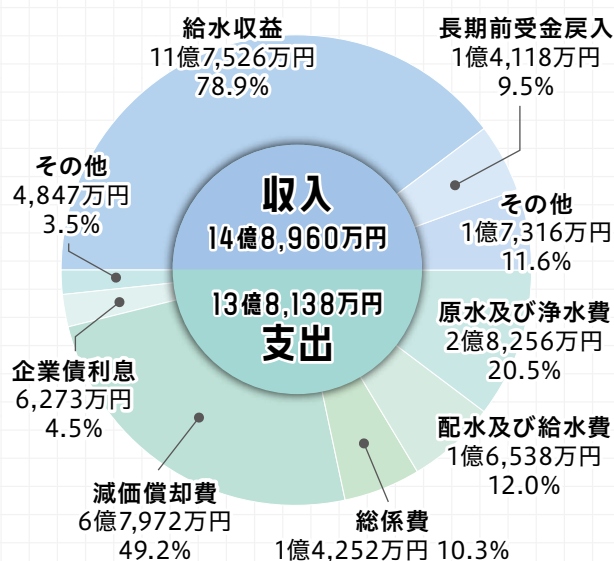 給水収益
11億7,526万円
78.9%
長期前受金戻入
1億4,118万円
9.5%
その他
1億7,316万円
11.6%
収入
14億8,960万円
13億8,138万円
支出
原水及び浄水費
2億8,256万円
20.5%
配水及び給水費
1億6,538万円
12.0%
総係費
1億4,252万円 10.3%
減価償却費
6億7,972万円
49.2%
企業債利息
6,273万円
4.5%
その他
4,847万円
3.5%